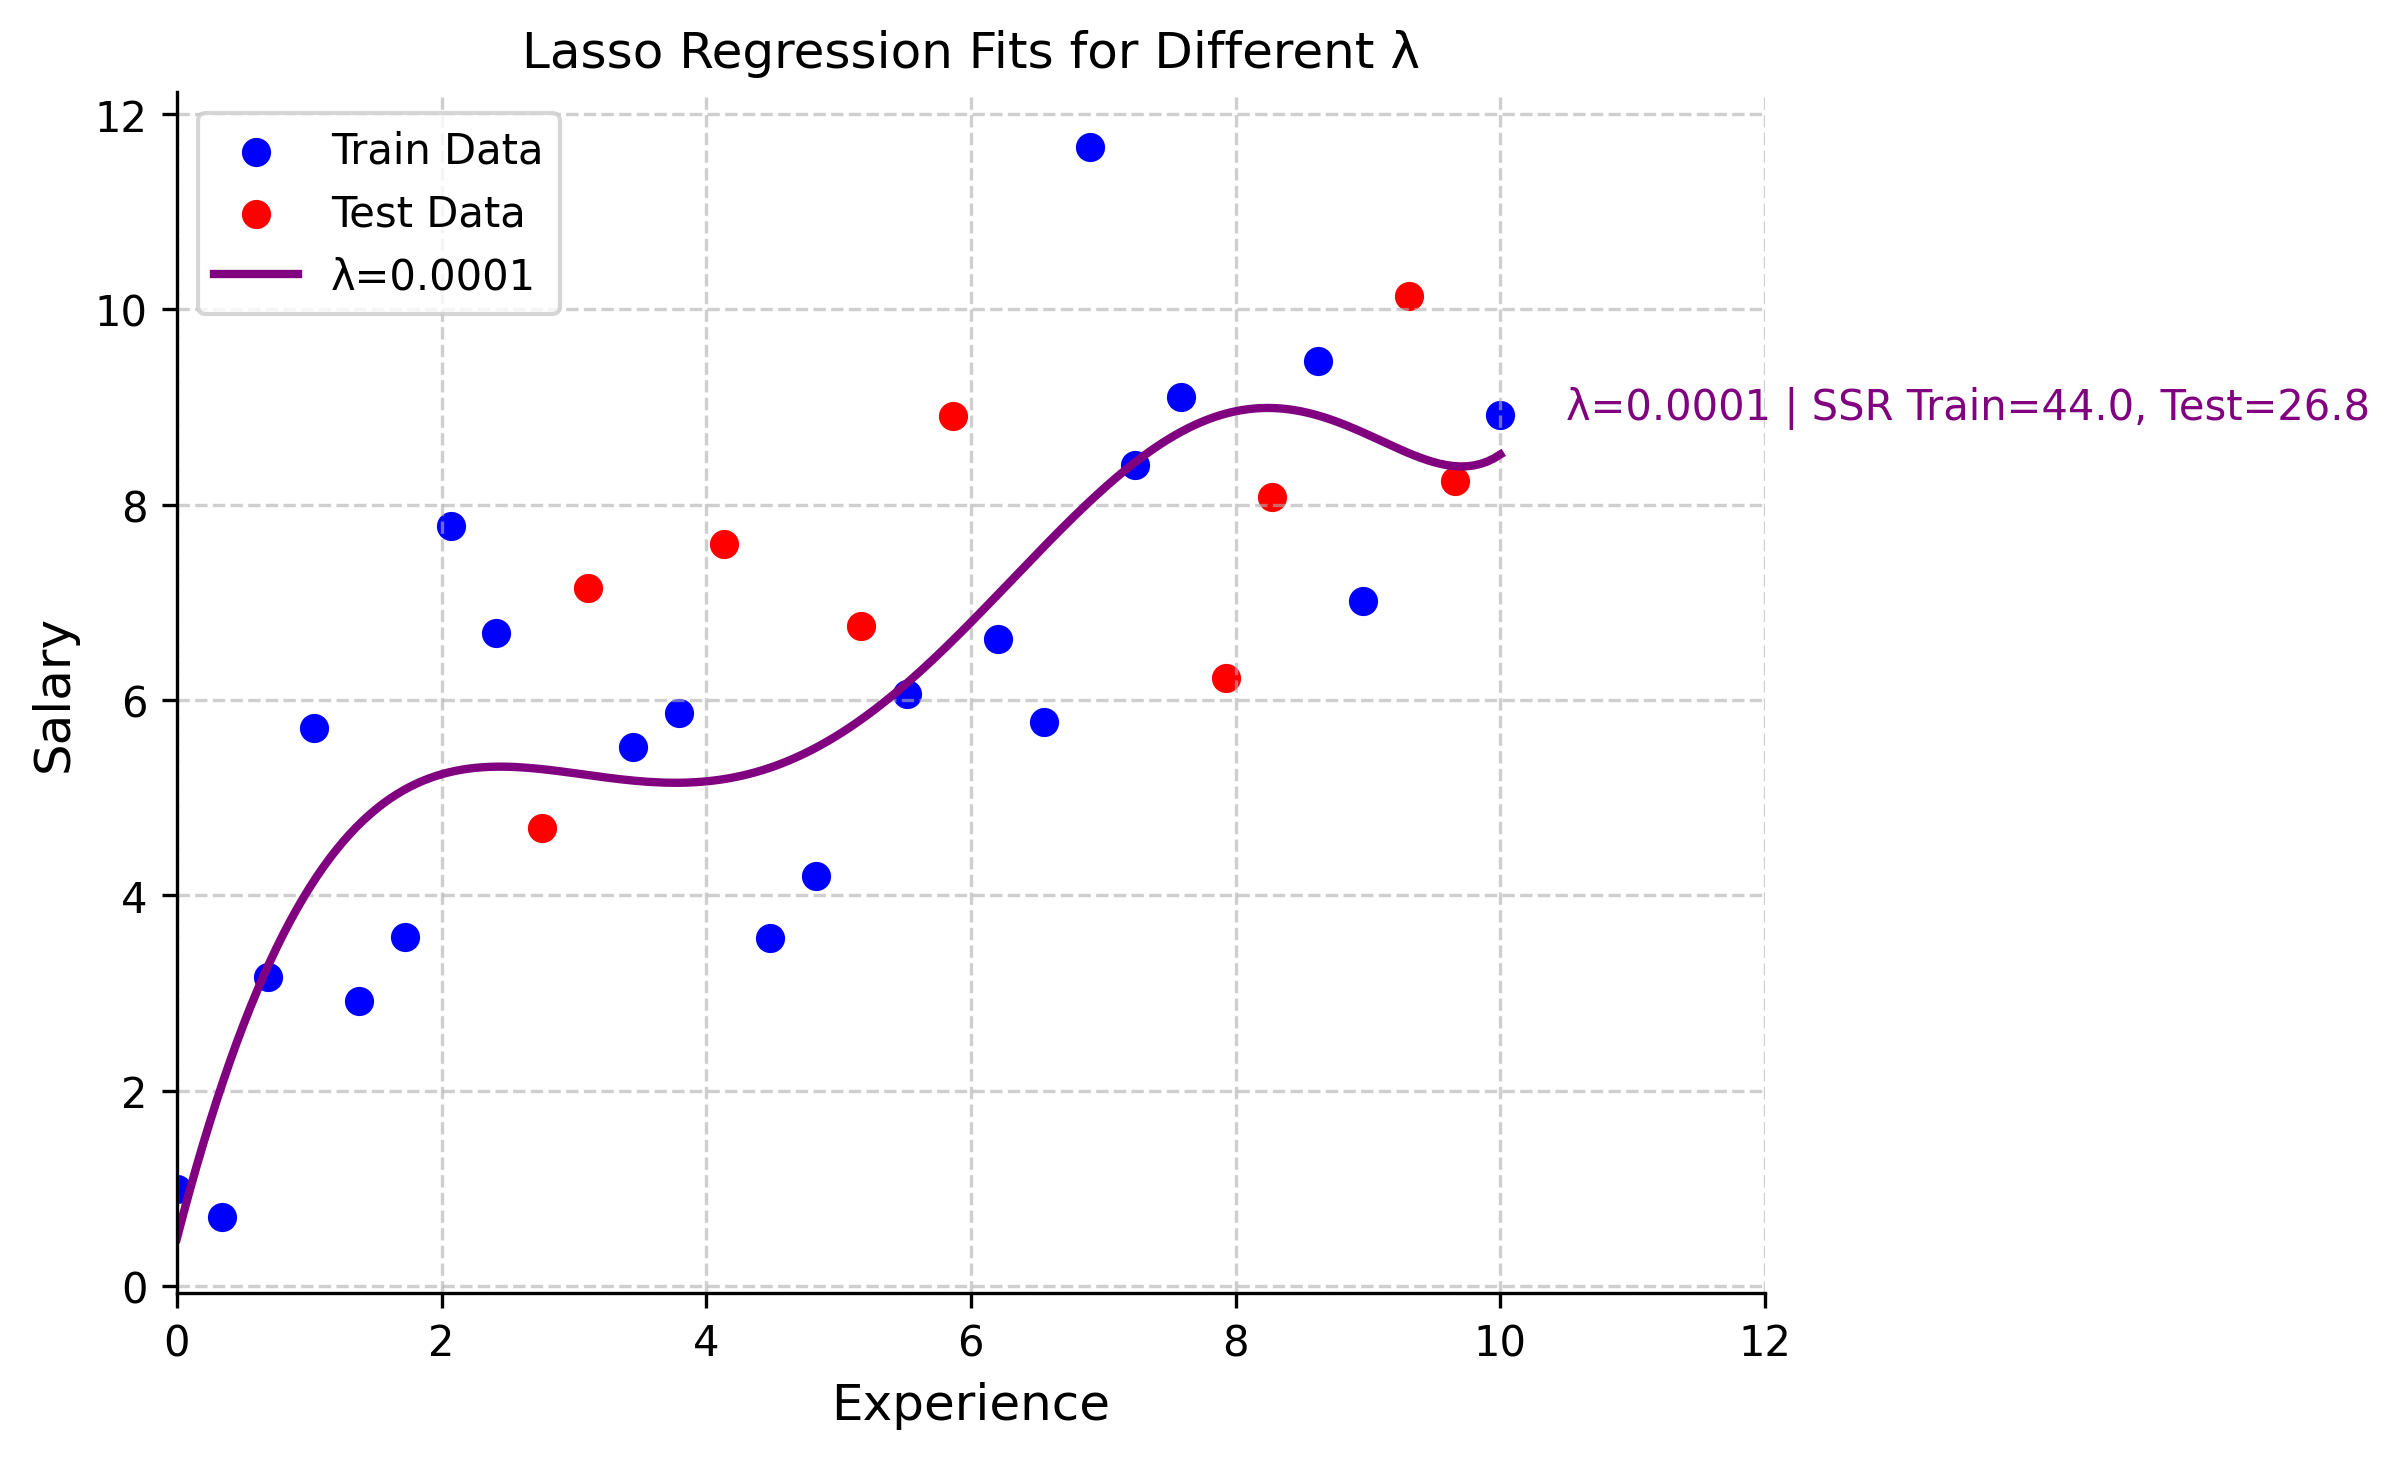 Lasso Regression Fits for Different λ
Train Data
Test Data
λ=0.0001
λ=0.0001 | SSR Train=44.0, Test=26.8
Salary
12
10
8
6
4
2
0
0 2 4 6 8 10 12
Experience